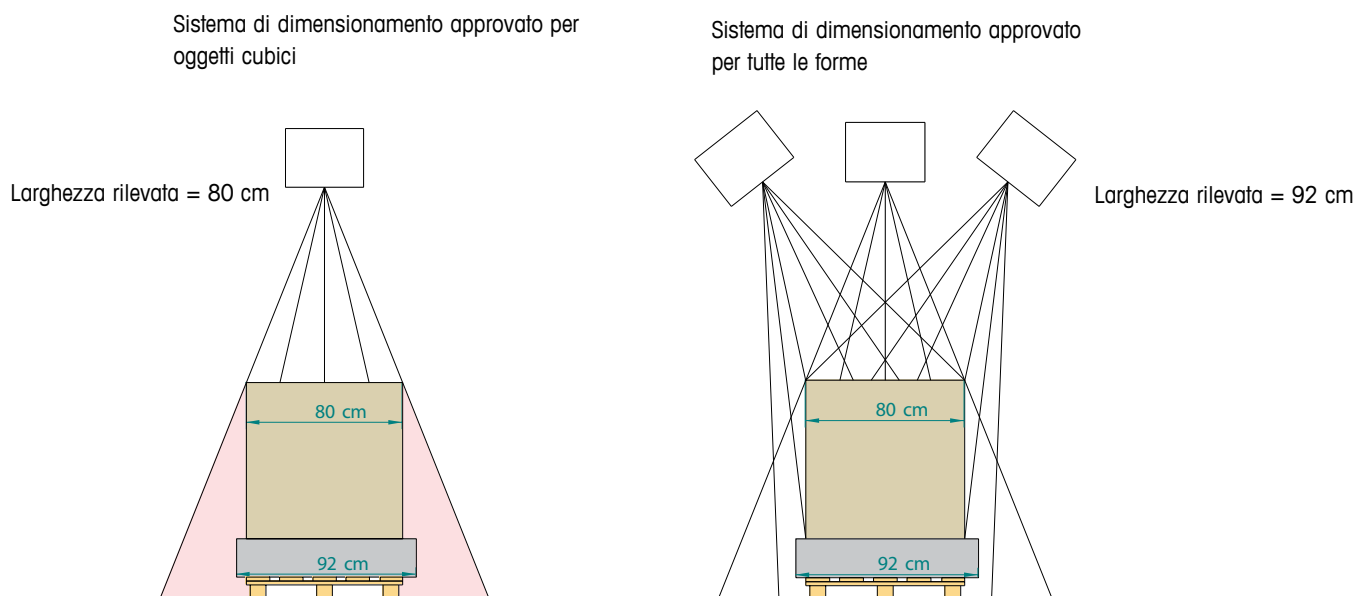 Sistema di dimensionamento approvato per
oggetti cubici
Larghezza rilevata = 80 cm
80 cm
92 cm
Sistema di dimensionamento approvato
per tutte le forme
Larghezza rilevata = 92 cm
80 cm
92 cm